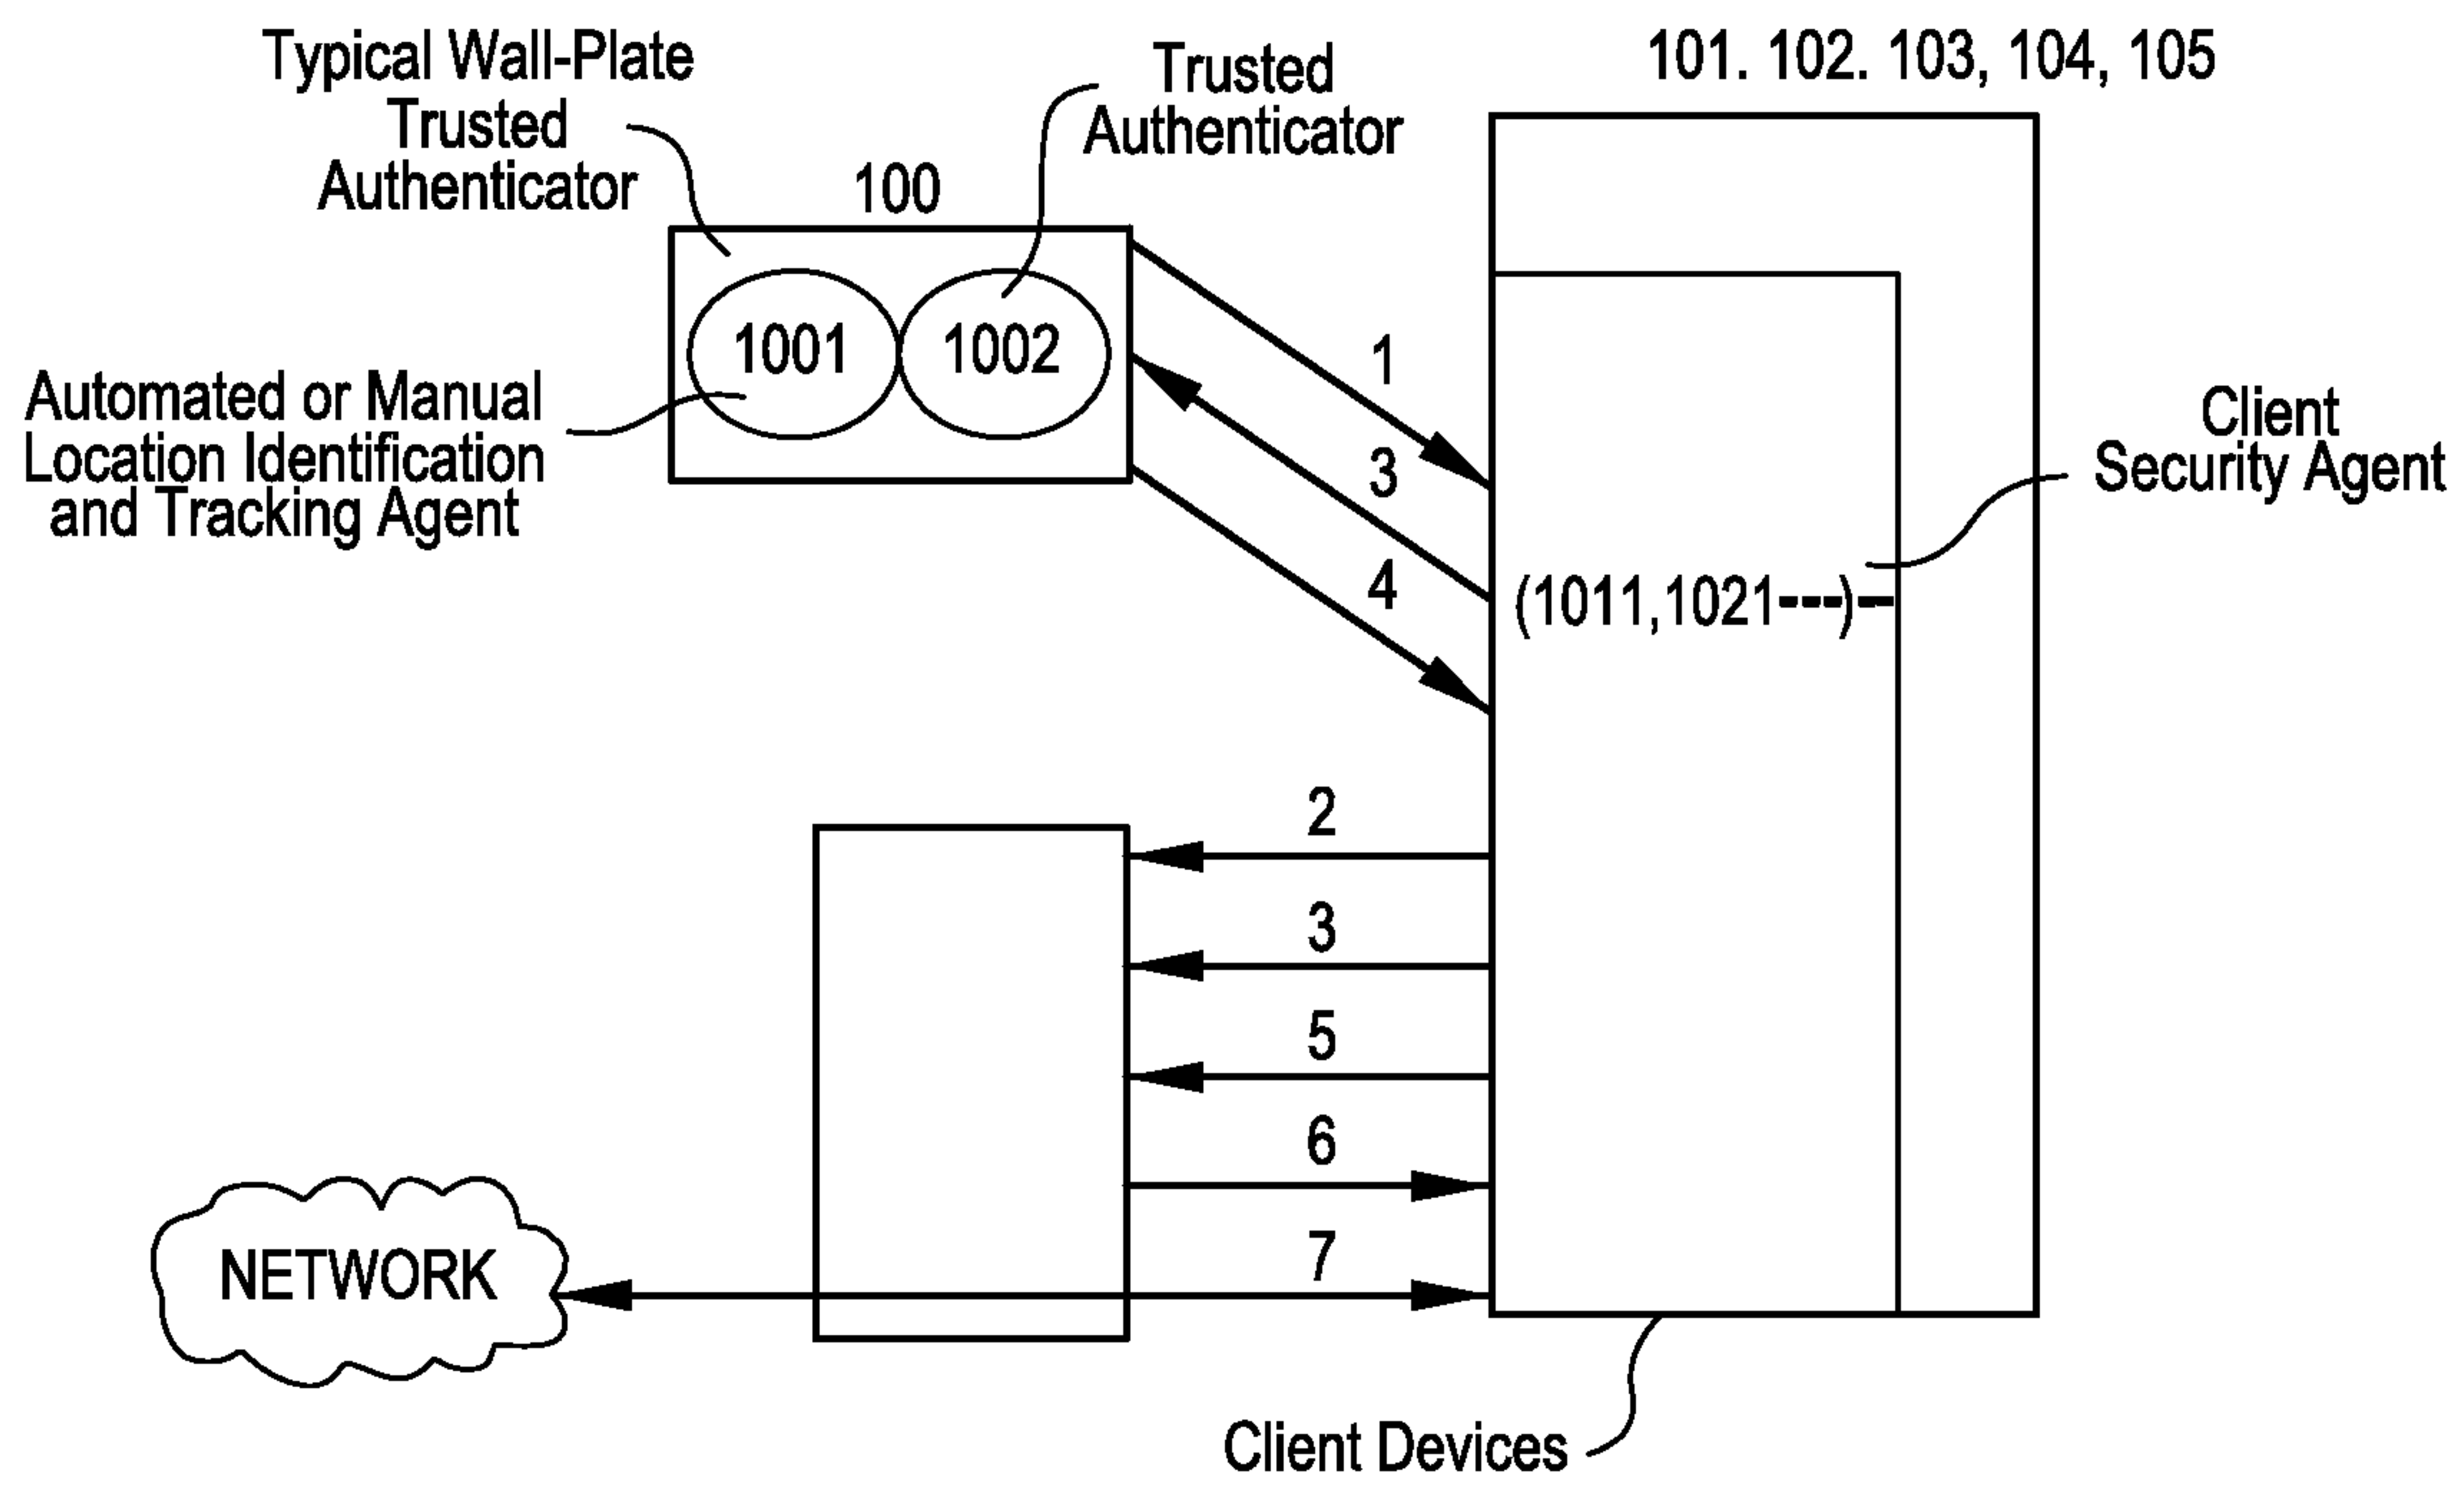 Typical Wall-Plate
Trusted
Authenticator
Trusted
Authenticator
101. 102. 103, 104, 105
100
1001
1002
Automated or Manual
Location Identification
and Tracking Agent
1
3
4
Client
Security Agent
(1011,1021---)–
2
3
5
6
7
NETWORK
Client Devices